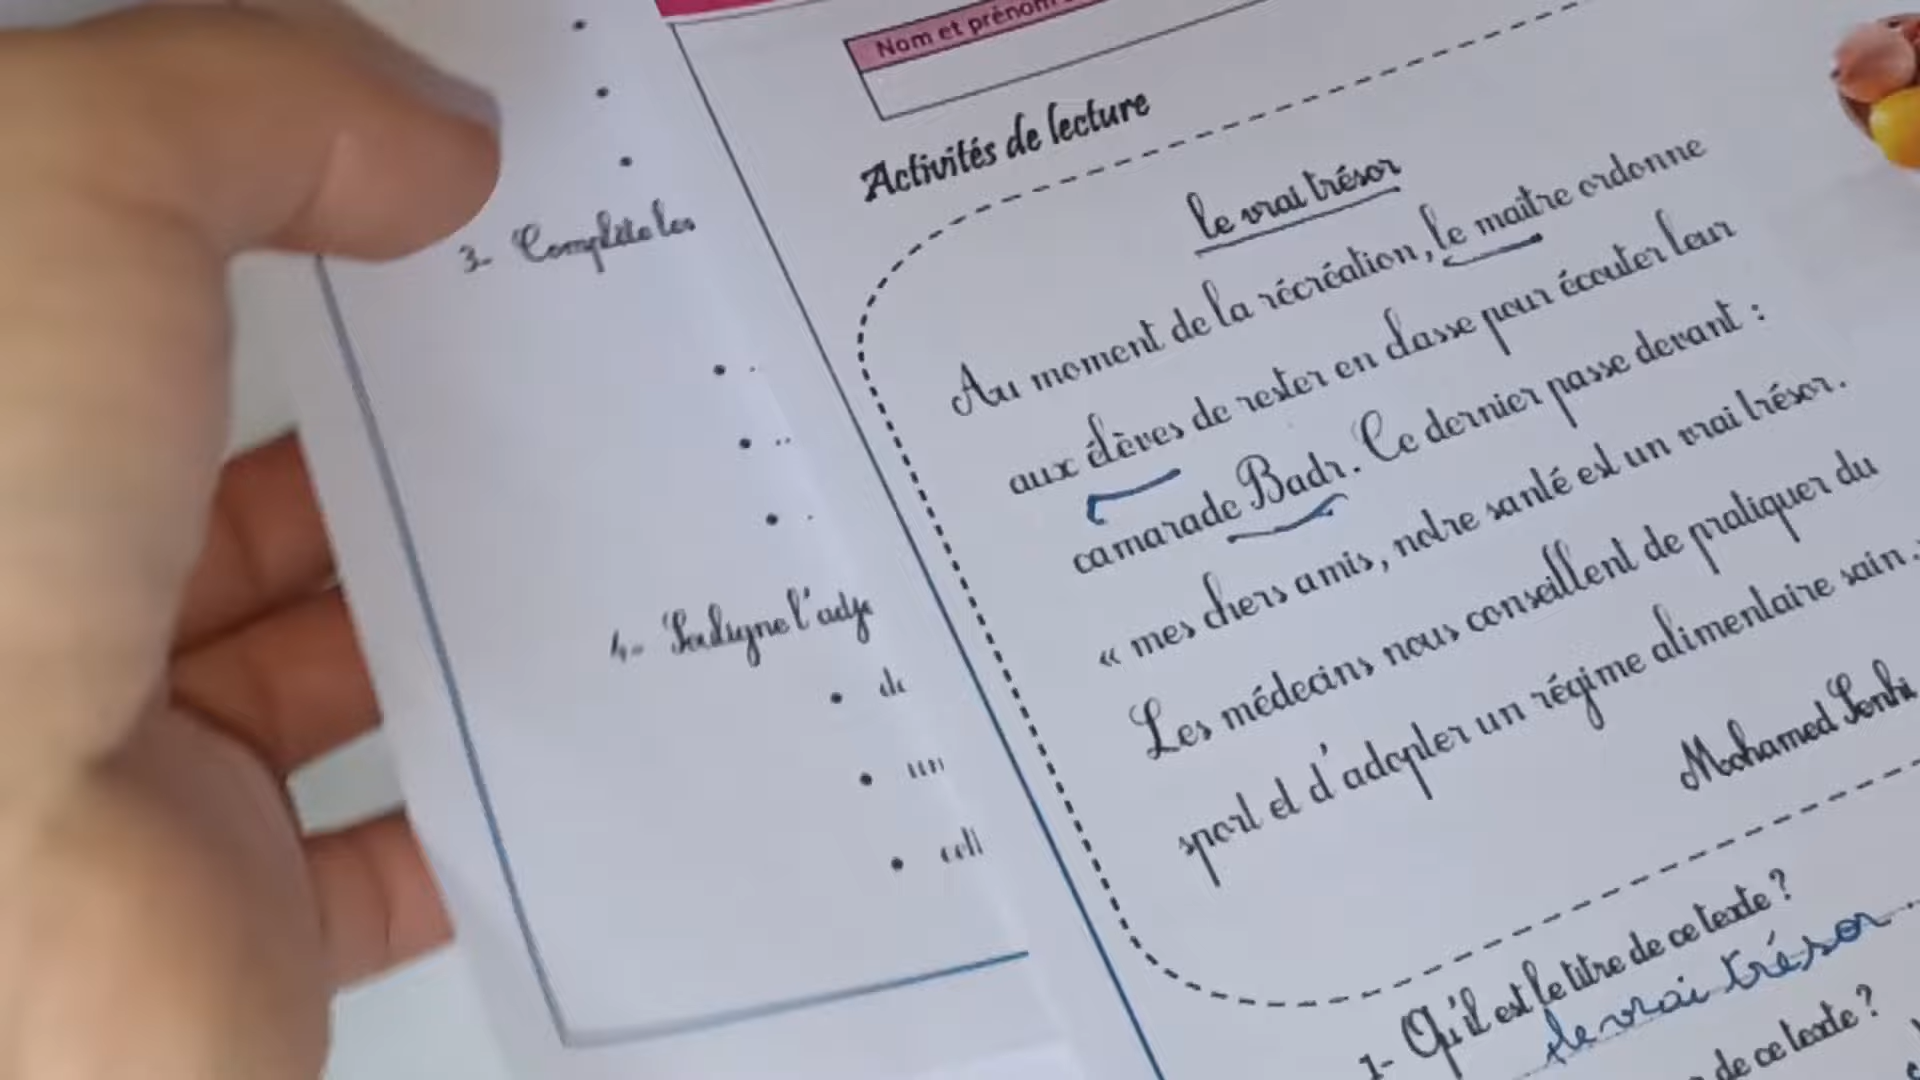 Nom et prénom
Activités de lecture
le vrai trésor
Au moment de la récréation, le maître ordonne
aux élèves de rester en classe pour écouter leur
camarade Badr. Ce dernier passe devant :
« mes chers amis, notre santé est un vrai trésor.
Les médecins nous conseillent de pratiquer du
sport et d'adopter un régime alimentaire sain.
Mohamed
1- Qu'il est le titre de ce texte ?
le vrai trésor
de ce texte ?
3- Complète les
4- Souligne l'adje